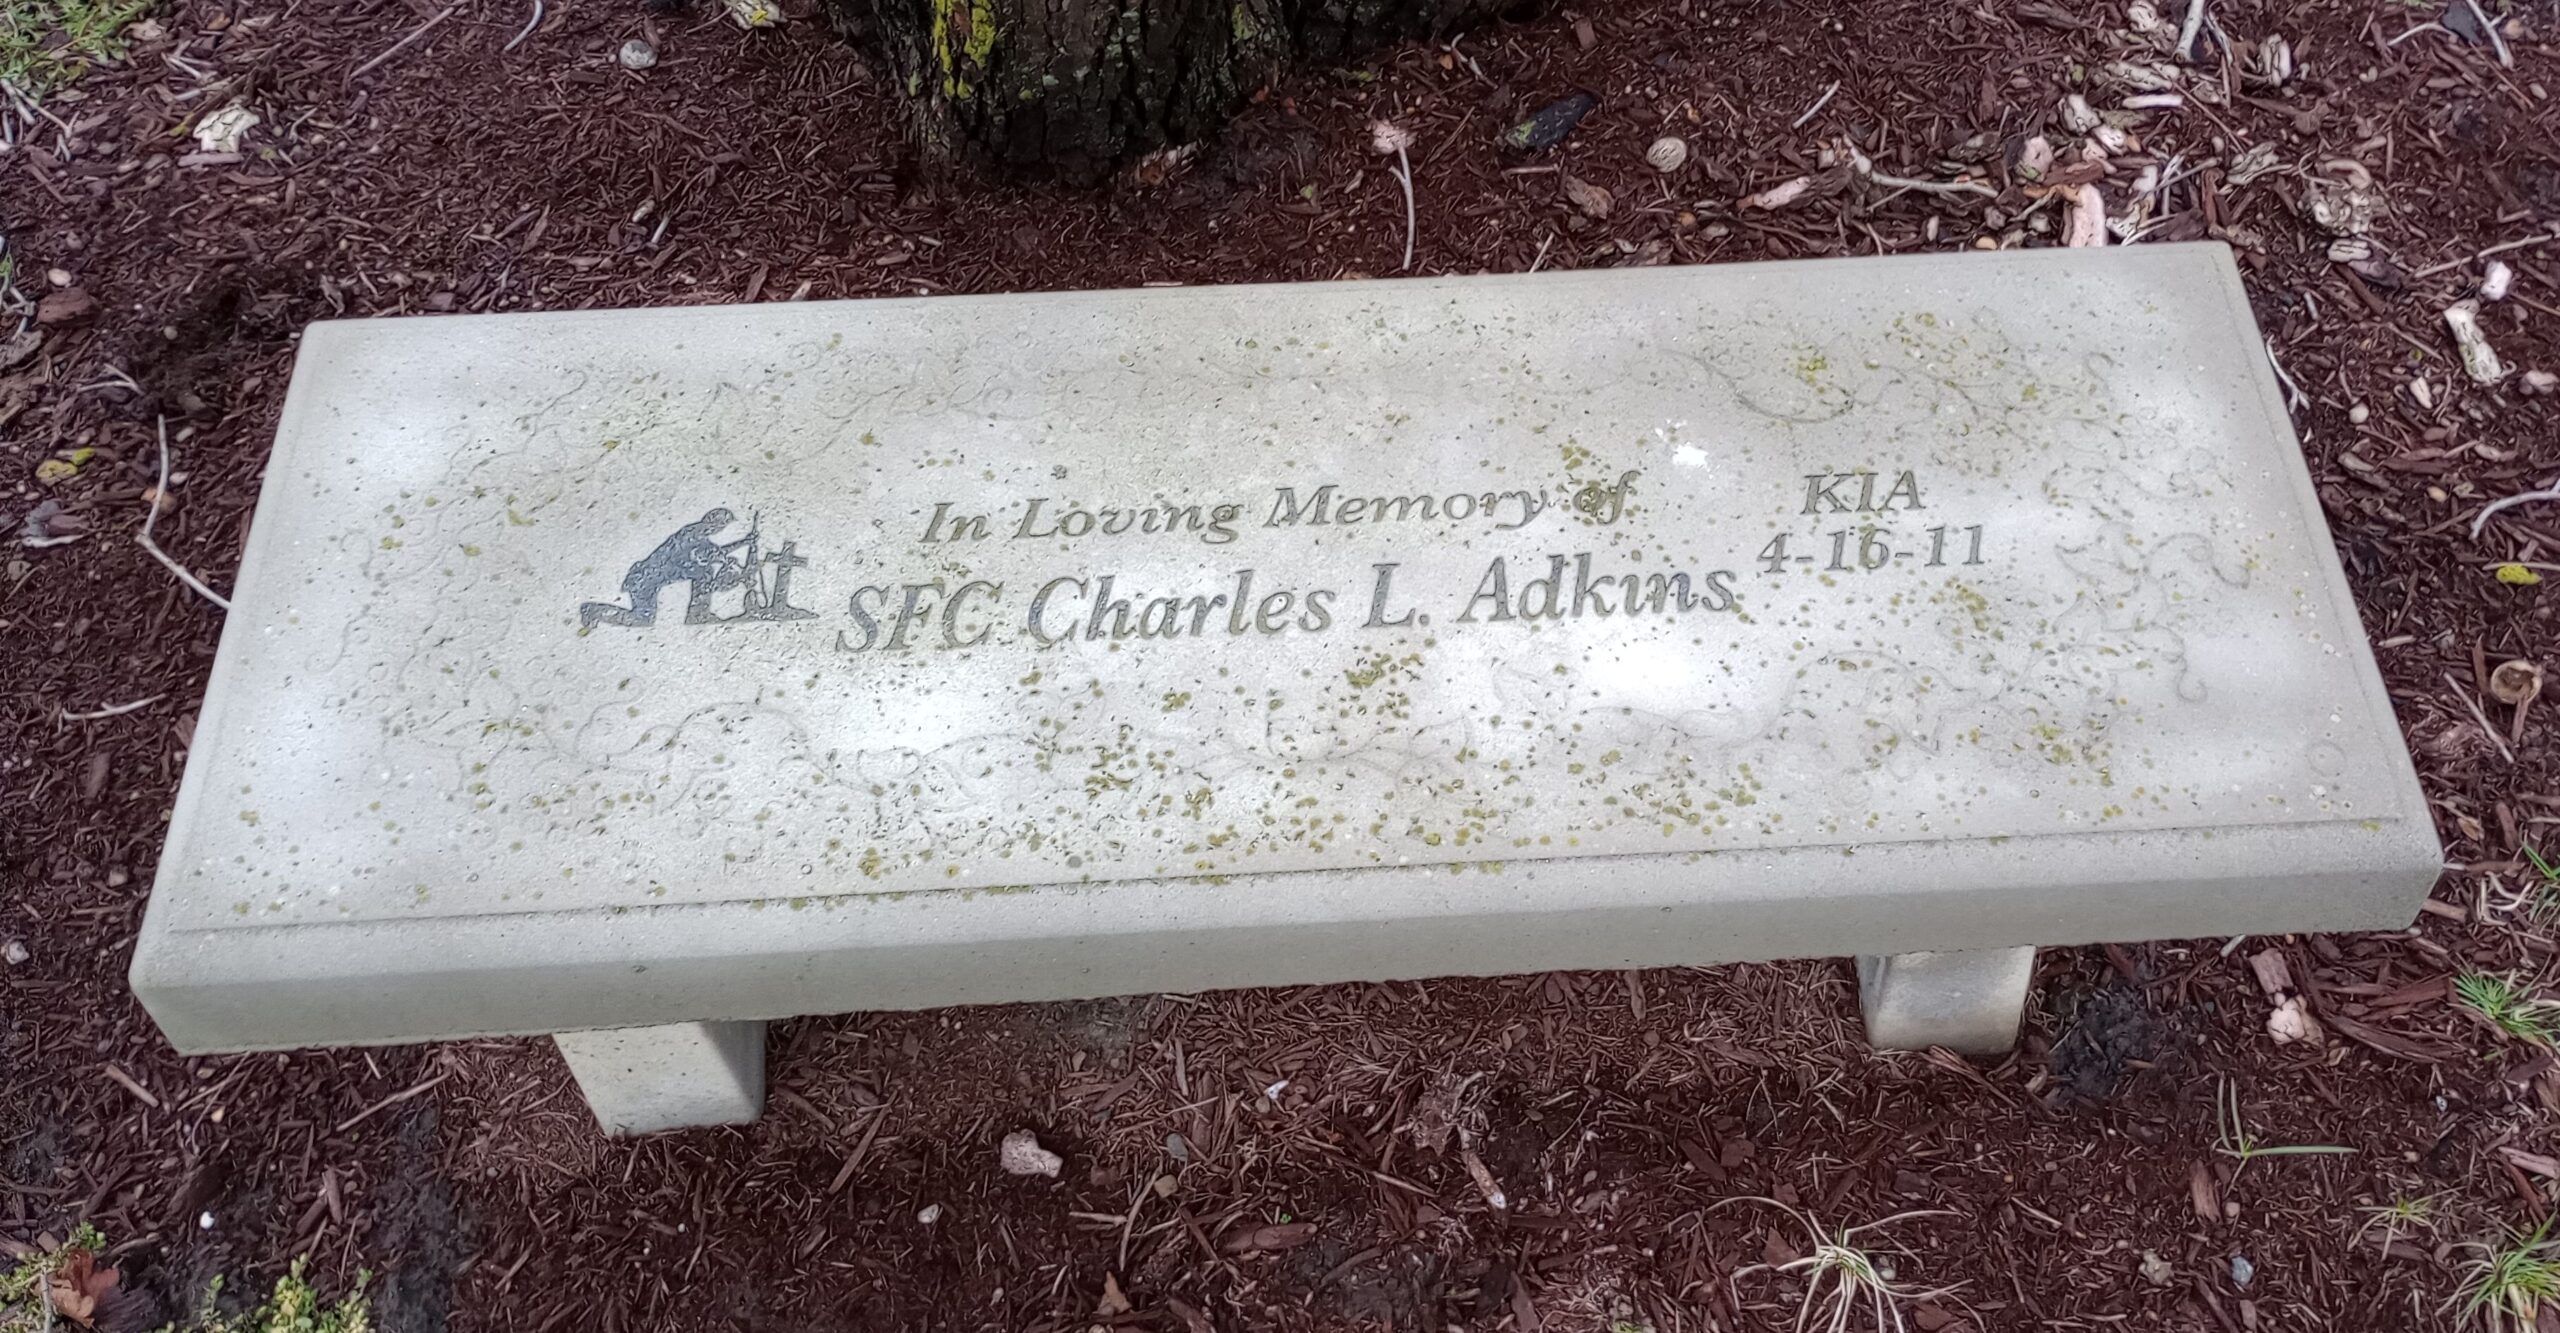 In Loving Memory of
SFC Charles L. Adkins
KIA
4-16-11